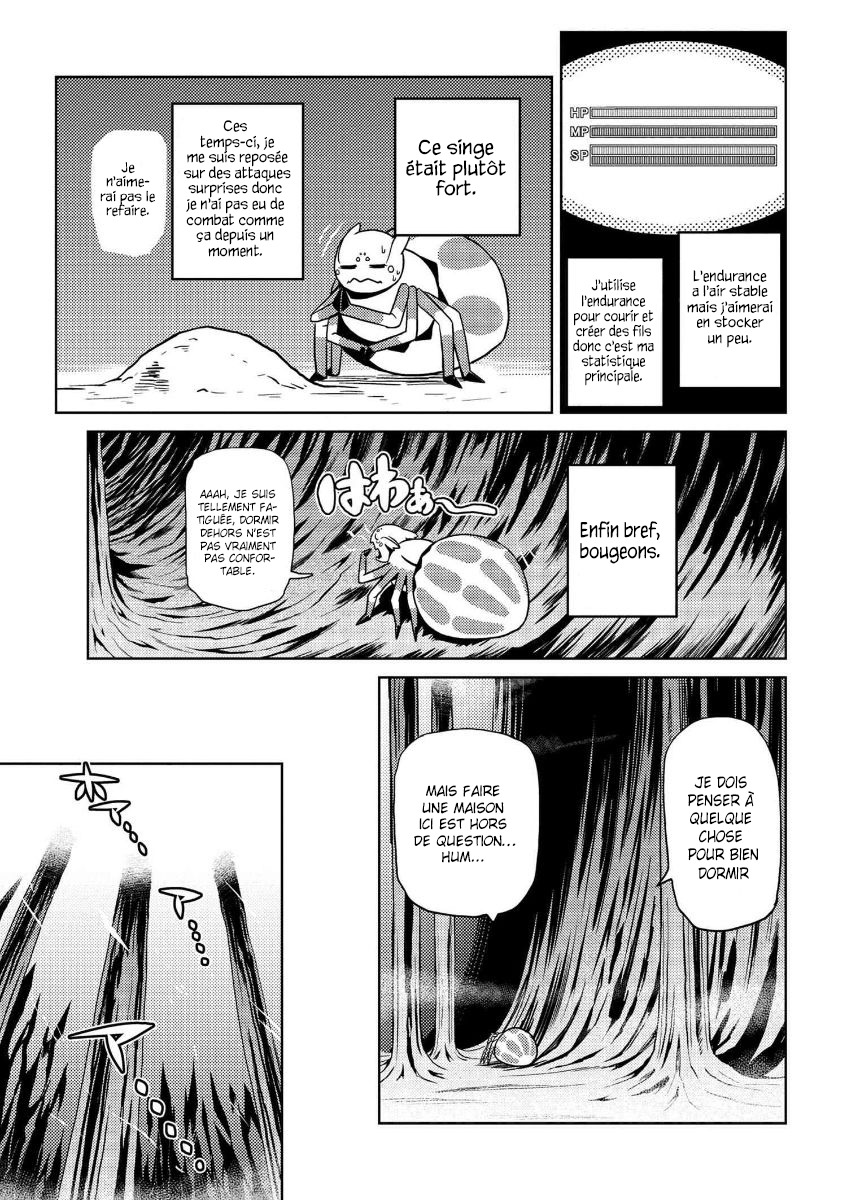 HP
MP
SP
L'endurance
a l'air stable
mais j'aimerai
en stocker
un peu.
J'utilise
l'endurance
pour courir et
créer des fils
donc c'est ma
statistique
principale.
Ce singe
était plutôt
fort.
Ces
temps-ci, je
me suis reposée
sur des attaques
surprises donc
je n'ai pas eu de
combat comme
ça depuis un
moment.
Je
n'aime-
rai pas le
refaire.
Enfin bref,
bougeons.
はわぁ～
AAAH, JE SUIS
TELLEMENT FA-
TIGUÉE, DORMIR
DEHORS N'EST
PAS VRAIMENT
PAS CONFOR-
TABLE.
JE DOIS
PENSER À
QUELQUE
CHOSE
POUR BIEN
DORMIR
MAIS FAIRE
UNE MAISON
ICI EST HORS
DE QUESTION...
HUM...